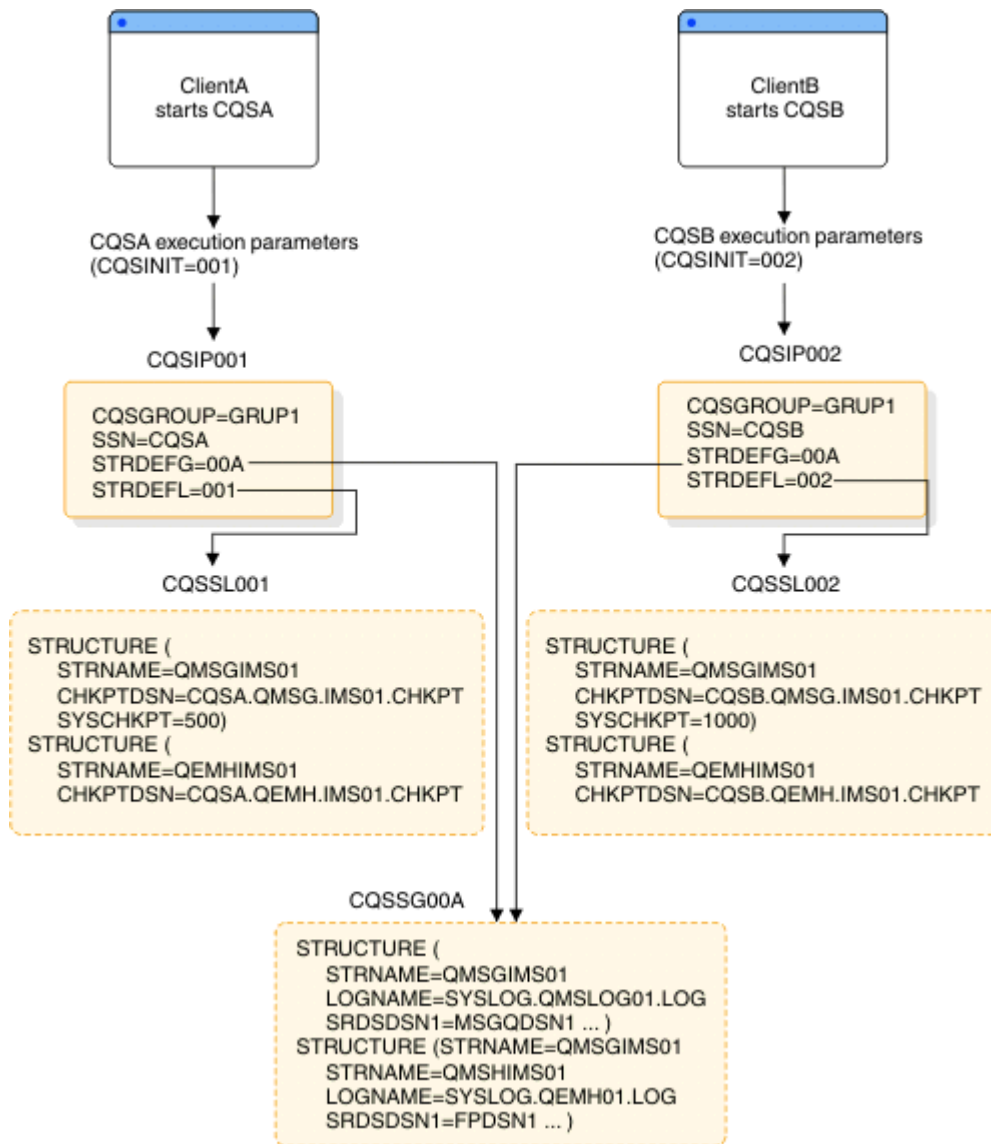 ClientA
starts CQSA
CQSA execution parameters
(CQSINIT=001)
CQSIP001
CQSGROUP=GRUP1
SSN=CQSA
STRDEFG=00A
STRDEFL=001
CQSSL001
STRUCTURE (
STRNAME=QMSGIMS01
CHKPTDSN=CQSA.QMSG.IMS01.CHKPT
SYSCHKPT=500)
STRUCTURE (
STRNAME=QEMHIMS01
CHKPTDSN=CQSA.QEMH.IMS01.CHKPT
ClientB
starts CQSB
CQSB execution parameters
(CQSINIT=002)
CQSIP002
CQSGROUP=GRUP1
SSN=CQSB
STRDEFG=00A
STRDEFL=002
CQSSL002
STRUCTURE (
STRNAME=QMSGIMS01
CHKPTDSN=CQSB.QMSG.IMS01.CHKPT
SYSCHKPT=1000)
STRUCTURE (
STRNAME=QEMHIMS01
CHKPTDSN=CQSB.QEMH.IMS01.CHKPT
CQSSG00A
STRUCTURE (
STRNAME=QMSGIMS01
LOGNAME=SYSLOG.QMSLOG01.LOG
SRDSDSN1=MSGQDSN1 ... )
STRUCTURE (STRNAME=QMSGIMS01
STRNAME=QMSHIMS01
LOGNAME=SYSLOG.QEMH01.LOG
SRDSDSN1=FPDSN1 ... )